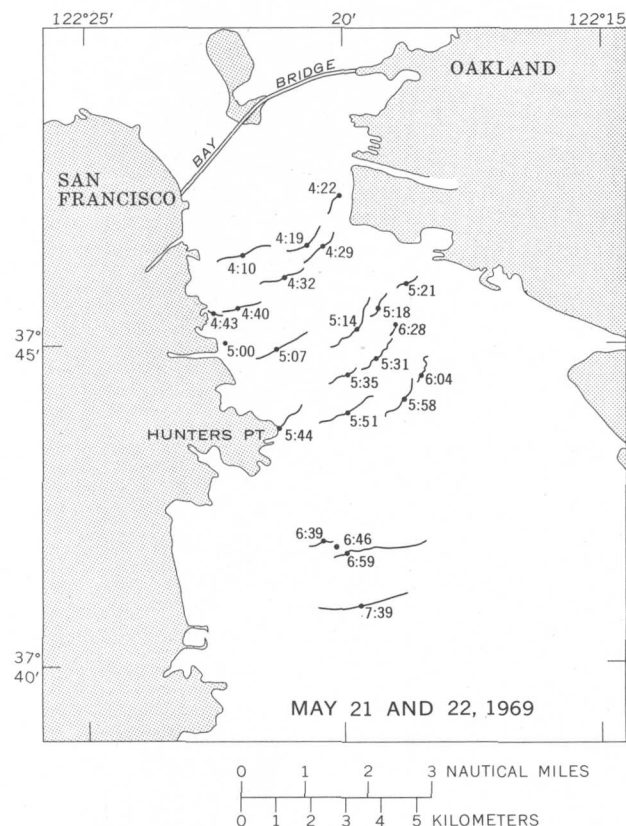 122°25′ 20′ 122°15′
OAKLAND
BRIDGE
BAY
SAN
FRANCISCO
4:22
4:19
4:29
4:10
4:32
5:21
4:40
4:43
5:18
5:14
6:28
37°
45′
5:00
5:07
5:31
5:35
6:04
5:58
5:51
HUNTERS PT
5:44
6:39
6:46
6:59
7:39
37°
40′
MAY 21 AND 22, 1969
0 1 2 3 NAUTICAL MILES
0 1 2 3 4 5 KILOMETERS